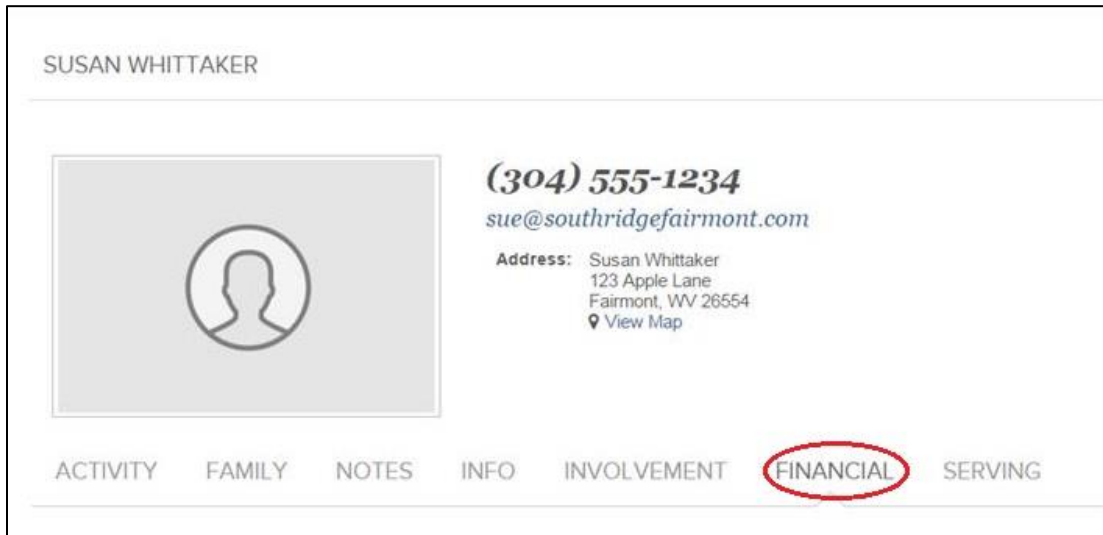 SUSAN WHITTAKER
(304) 555-1234
sue@southridgefairmont.com
Address: Susan Whittaker
123 Apple Lane
Fairmont, WV 26554
View Map
ACTIVITY FAMILY NOTES INFO INVOLVEMENT FINANCIAL SERVING